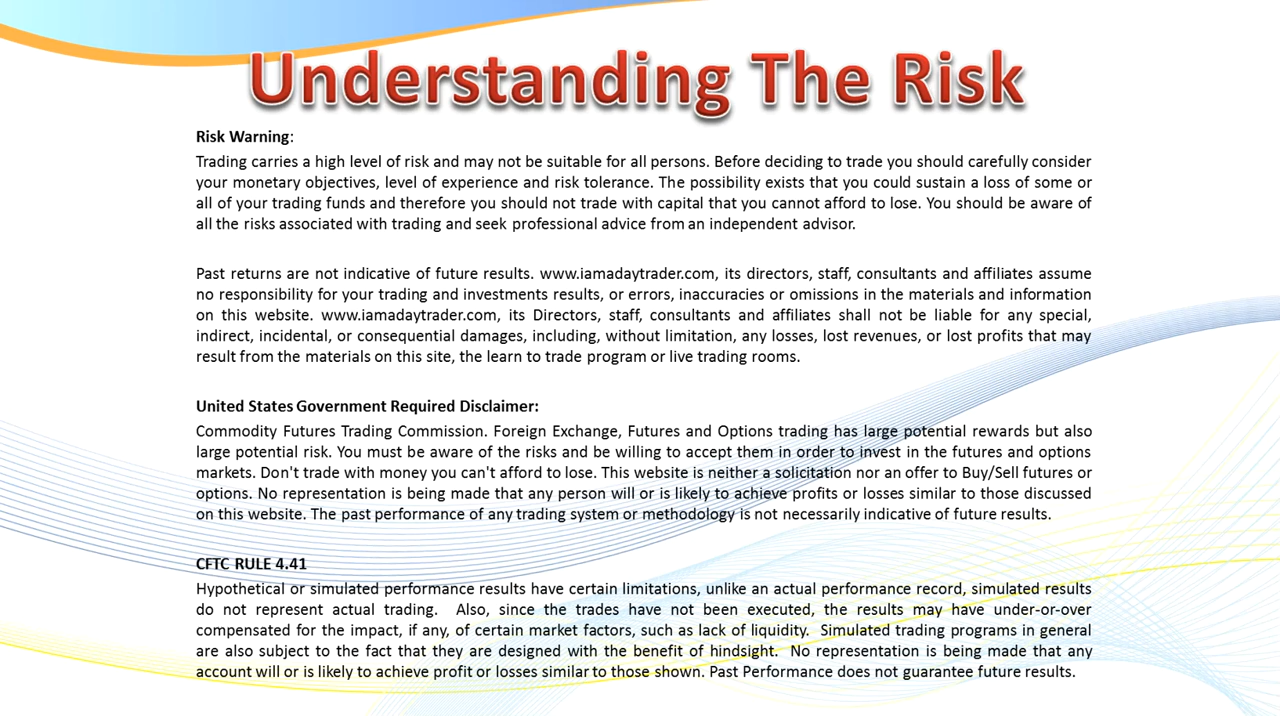 Understanding The Risk
Risk Warning:
Trading carries a high level of risk and may not be suitable for all persons. Before deciding to trade you should carefully consider
your monetary objectives, level of experience and risk tolerance. The possibility exists that you could sustain a loss of some or
all of your trading funds and therefore you should not trade with capital that you cannot afford to lose. You should be aware of
all the risks associated with trading and seek professional advice from an independent advisor.
Past returns are not indicative of future results. www.iamadaytrader.com, its directors, staff, consultants and affiliates assume
no responsibility for your trading and investments results, or errors, inaccuracies or omissions in the materials and information
on this website. www.iamadaytrader.com, its Directors, staff, consultants and affiliates shall not be liable for any special,
indirect, incidental, or consequential damages, including, without limitation, any losses, lost revenues, or lost profits that may
result from the materials on this site, the learn to trade program or live trading rooms.
United States Government Required Disclaimer:
Commodity Futures Trading Commission. Foreign Exchange, Futures and Options trading has large potential rewards but also
large potential risk. You must be aware of the risks and be willing to accept them in order to invest in the futures and options
markets. Don't trade with money you can't afford to lose. This website is neither a solicitation nor an offer to Buy/Sell futures or
options. No representation is being made that any person will or is likely to achieve profits or losses similar to those discussed
on this website. The past performance of any trading system or methodology is not necessarily indicative of future results.
CFTC RULE 4.41
Hypothetical or simulated performance results have certain limitations, unlike an actual performance record, simulated results
do not represent actual trading. Also, since the trades have not been executed, the results may have under-or-over
compensated for the impact, if any, of certain market factors, such as lack of liquidity. Simulated trading programs in general
are also subject to the fact that they are designed with the benefit of hindsight. No representation is being made that any
account will or is likely to achieve profit or losses similar to those shown. Past Performance does not guarantee future results.